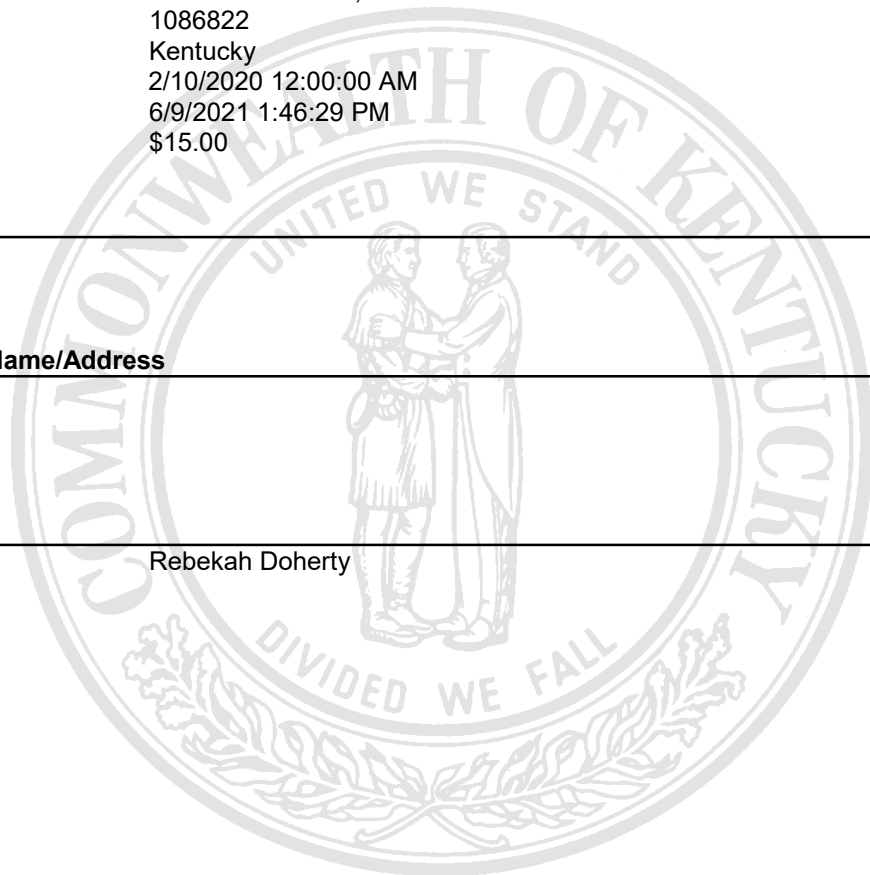 1086822
Kentucky
2/10/2020 12:00:00 AM
6/9/2021 1:46:29 PM
$15.00
COMMONWEALTH OF KENTUCKY
UNITED WE STAND
Name/Address
Rebekah Doherty
DIVIDED WE FALL